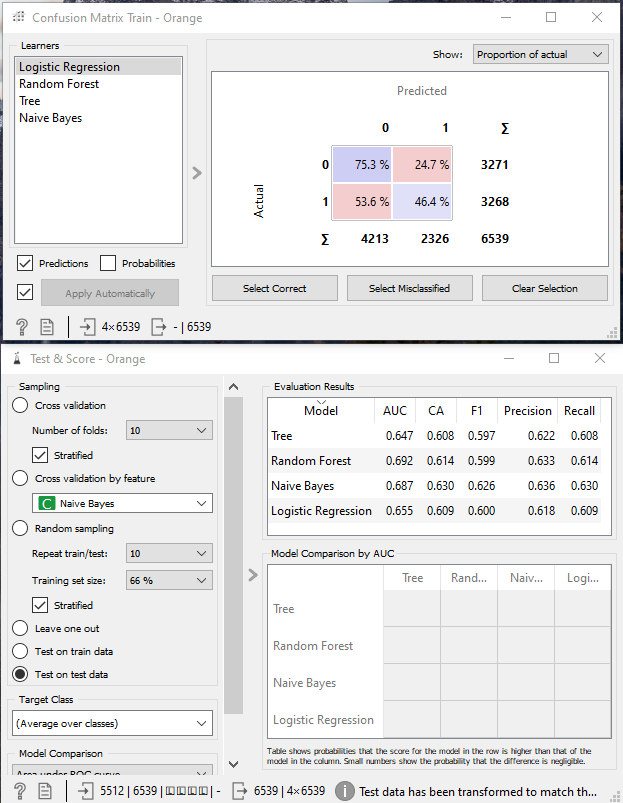 Confusion Matrix Train - Orange
Learners
Logistic Regression
Random Forest
Tree
Naive Bayes
Show: Proportion of actual
Predicted
0 1 ∑
0 75.3 % 24.7 % 3271
Actual
1 53.6 % 46.4 % 3268
∑ 4213 2326 6539
Predictions Probabilities
Apply Automatically
Select Correct Select Misclassified Clear Selection
? 4×6539 - | 6539
Test & Score - Orange
Sampling
Cross validation
Number of folds: 10
Stratified
Cross validation by feature
C Naive Bayes
Random sampling
Repeat train/test: 10
Training set size: 66 %
Stratified
Leave one out
Test on train data
Test on test data
Target Class
(Average over classes)
Model Comparison
Area under ROC curve
Evaluation Results
Model AUC CA F1 Precision Recall
Tree 0.647 0.608 0.597 0.622 0.608
Random Forest 0.692 0.614 0.599 0.633 0.614
Naive Bayes 0.687 0.630 0.626 0.636 0.630
Logistic Regression 0.655 0.609 0.600 0.618 0.609
Model Comparison by AUC
Tree Rand... Naiv... Logi...
Tree
Random Forest
Naive Bayes
Logistic Regression
Table shows probabilities that the score for the model in the row is higher than that of the
model in the column. Small numbers show the probability that the difference is negligible.
? 5512 | 6539 | | - 6539 | 4×6539 Test data has been transformed to match th...